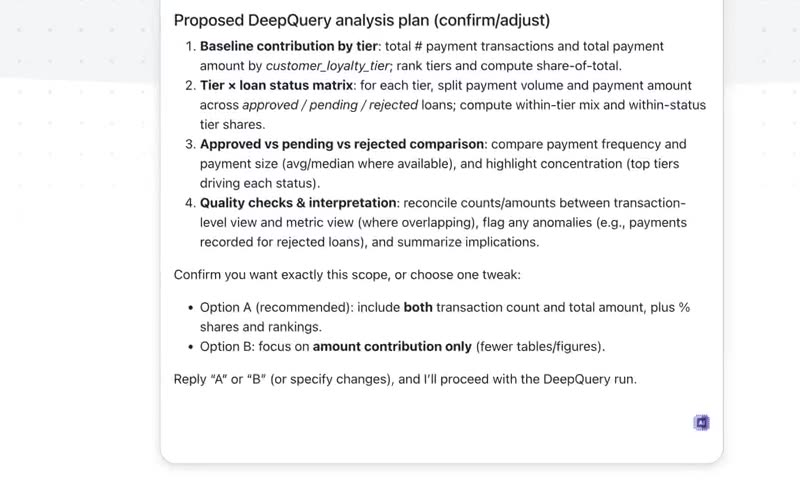 Proposed DeepQuery analysis plan (confirm/adjust)
1. Baseline contribution by tier: total # payment transactions and total payment
amount by customer_loyalty_tier; rank tiers and compute share-of-total.
2. Tier × loan status matrix: for each tier, split payment volume and payment amount
across approved / pending / rejected loans; compute within-tier mix and within-status
tier shares.
3. Approved vs pending vs rejected comparison: compare payment frequency and
payment size (avg/median where available), and highlight concentration (top tiers
driving each status).
4. Quality checks & interpretation: reconcile counts/amounts between transaction-
level view and metric view (where overlapping), flag any anomalies (e.g., payments
recorded for rejected loans), and summarize implications.
Confirm you want exactly this scope, or choose one tweak:
• Option A (recommended): include both transaction count and total amount, plus %
shares and rankings.
• Option B: focus on amount contribution only (fewer tables/figures).
Reply “A” or “B” (or specify changes), and I’ll proceed with the DeepQuery run.
AI